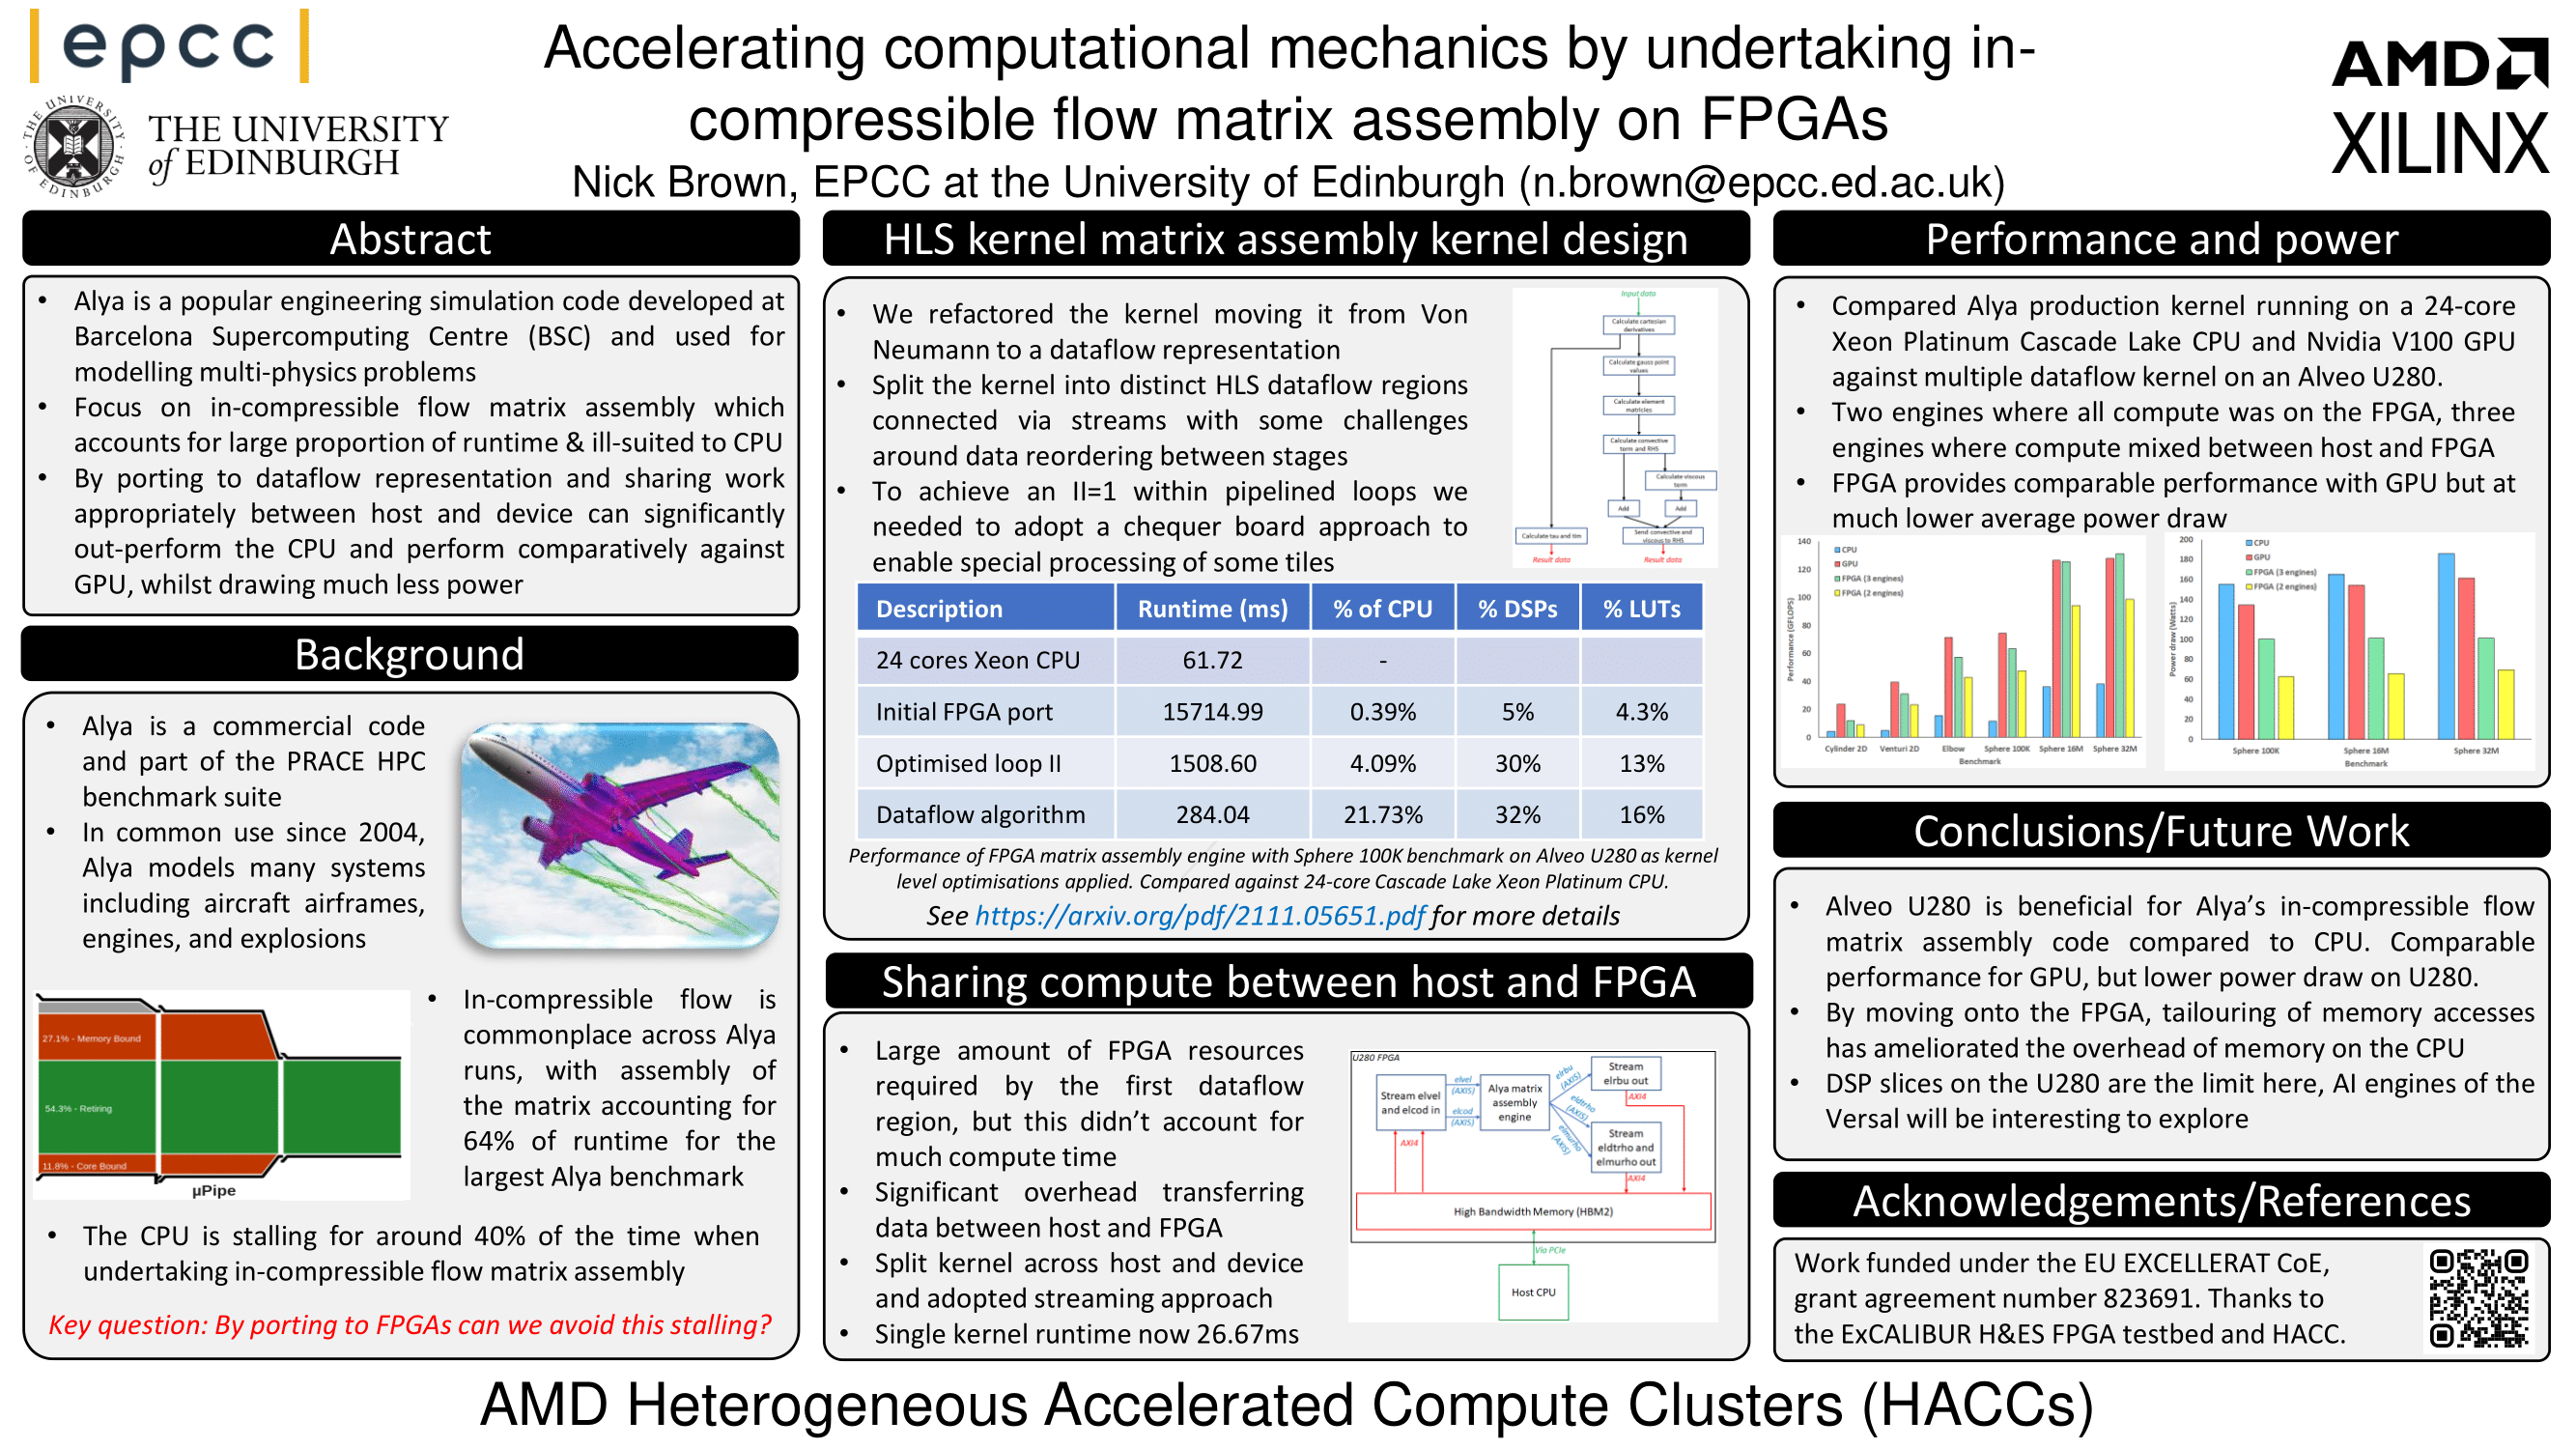 epcc
THE UNIVERSITY
of EDINBURGH
THE UNIVERSITY OF EDINBURGH
Accelerating computational mechanics by undertaking in-
compressible flow matrix assembly on FPGAs
Nick Brown, EPCC at the University of Edinburgh (n.brown@epcc.ed.ac.uk)
AMD
XILINX
Abstract
• Alya is a popular engineering simulation code developed at
Barcelona Supercomputing Centre (BSC) and used for
modelling multi-physics problems
• Focus on in-compressible flow matrix assembly which
accounts for large proportion of runtime & ill-suited to CPU
• By porting to dataflow representation and sharing work
appropriately between host and device can significantly
out-perform the CPU and perform comparatively against
GPU, whilst drawing much less power
Background
• Alya is a commercial code
and part of the PRACE HPC
benchmark suite
• In common use since 2004,
Alya models many systems
including aircraft airframes,
engines, and explosions
27.1% - Memory Bound
54.3% - Retiring
11.8% - Core Bound
µPipe
• In-compressible flow is
commonplace across Alya
runs, with assembly of
the matrix accounting for
64% of runtime for the
largest Alya benchmark
• The CPU is stalling for around 40% of the time when
undertaking in-compressible flow matrix assembly
Key question: By porting to FPGAs can we avoid this stalling?
HLS kernel matrix assembly kernel design
• We refactored the kernel moving it from Von
Neumann to a dataflow representation
• Split the kernel into distinct HLS dataflow regions
connected via streams with some challenges
around data reordering between stages
• To achieve an II=1 within pipelined loops we
needed to adopt a chequer board approach to
enable special processing of some tiles
Input data
Calculate cartesian
derivatives
Calculate gauss point
values
Calculate element
matricies
Calculate convective
term and RHS
Calculate viscous
term
Add
Add
Calculate tau and tim
Send convective and
viscous to RHS
Result data
Result data
Description Runtime (ms) % of CPU % DSPs % LUTs
24 cores Xeon CPU 61.72 -
Initial FPGA port 15714.99 0.39% 5% 4.3%
Optimised loop II 1508.60 4.09% 30% 13%
Dataflow algorithm 284.04 21.73% 32% 16%
Performance of FPGA matrix assembly engine with Sphere 100K benchmark on Alveo U280 as kernel
level optimisations applied. Compared against 24-core Cascade Lake Xeon Platinum CPU.
See https://arxiv.org/pdf/2111.05651.pdf for more details
Sharing compute between host and FPGA
• Large amount of FPGA resources
required by the first dataflow
region, but this didn't account for
much compute time
• Significant overhead transferring
data between host and FPGA
• Split kernel across host and device
and adopted streaming approach
• Single kernel runtime now 26.67ms
U280 FPGA
Stream elvel
and elcod in
elvel
(AXIS)
elcod
(AXIS)
Alya matrix
assembly
engine
elrbu
(AXIS)
eldtrho
(AXIS)
elmurho
(AXIS)
Stream
elrbu out
AXI4
Stream
eldtrho and
elmurho out
AXI4
AXI4
High Bandwidth Memory (HBM2)
Via PCIe
Host CPU
Performance and power
• Compared Alya production kernel running on a 24-core
Xeon Platinum Cascade Lake CPU and Nvidia V100 GPU
against multiple dataflow kernel on an Alveo U280.
• Two engines where all compute was on the FPGA, three
engines where compute mixed between host and FPGA
• FPGA provides comparable performance with GPU but at
much lower average power draw
Performance (GFLOPS)
140
120
100
80
60
40
20
0
CPU
GPU
FPGA (3 engines)
FPGA (2 engines)
Cylinder 2D Venturi 2D Elbow Sphere 100K Sphere 16M Sphere 32M
Benchmark
Power draw (Watts)
200
180
160
140
120
100
80
60
40
20
0
CPU
GPU
FPGA (3 engines)
FPGA (2 engines)
Sphere 100K Sphere 16M Sphere 32M
Benchmark
Conclusions/Future Work
• Alveo U280 is beneficial for Alya's in-compressible flow
matrix assembly code compared to CPU. Comparable
performance for GPU, but lower power draw on U280.
• By moving onto the FPGA, tailouring of memory accesses
has ameliorated the overhead of memory on the CPU
• DSP slices on the U280 are the limit here, AI engines of the
Versal will be interesting to explore
Acknowledgements/References
Work funded under the EU EXCELLERAT CoE,
grant agreement number 823691. Thanks to
the ExCALIBUR H&ES FPGA testbed and HACC.
AMD Heterogeneous Accelerated Compute Clusters (HACCs)